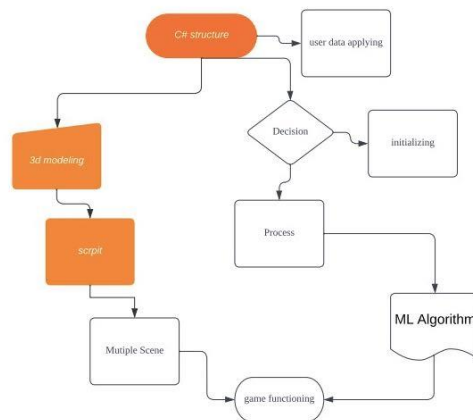 C# structure
user data applying
Decision
initializing
3d modeling
Process
scrpit
ML Algorithm
Mutiple Scene
game functioning